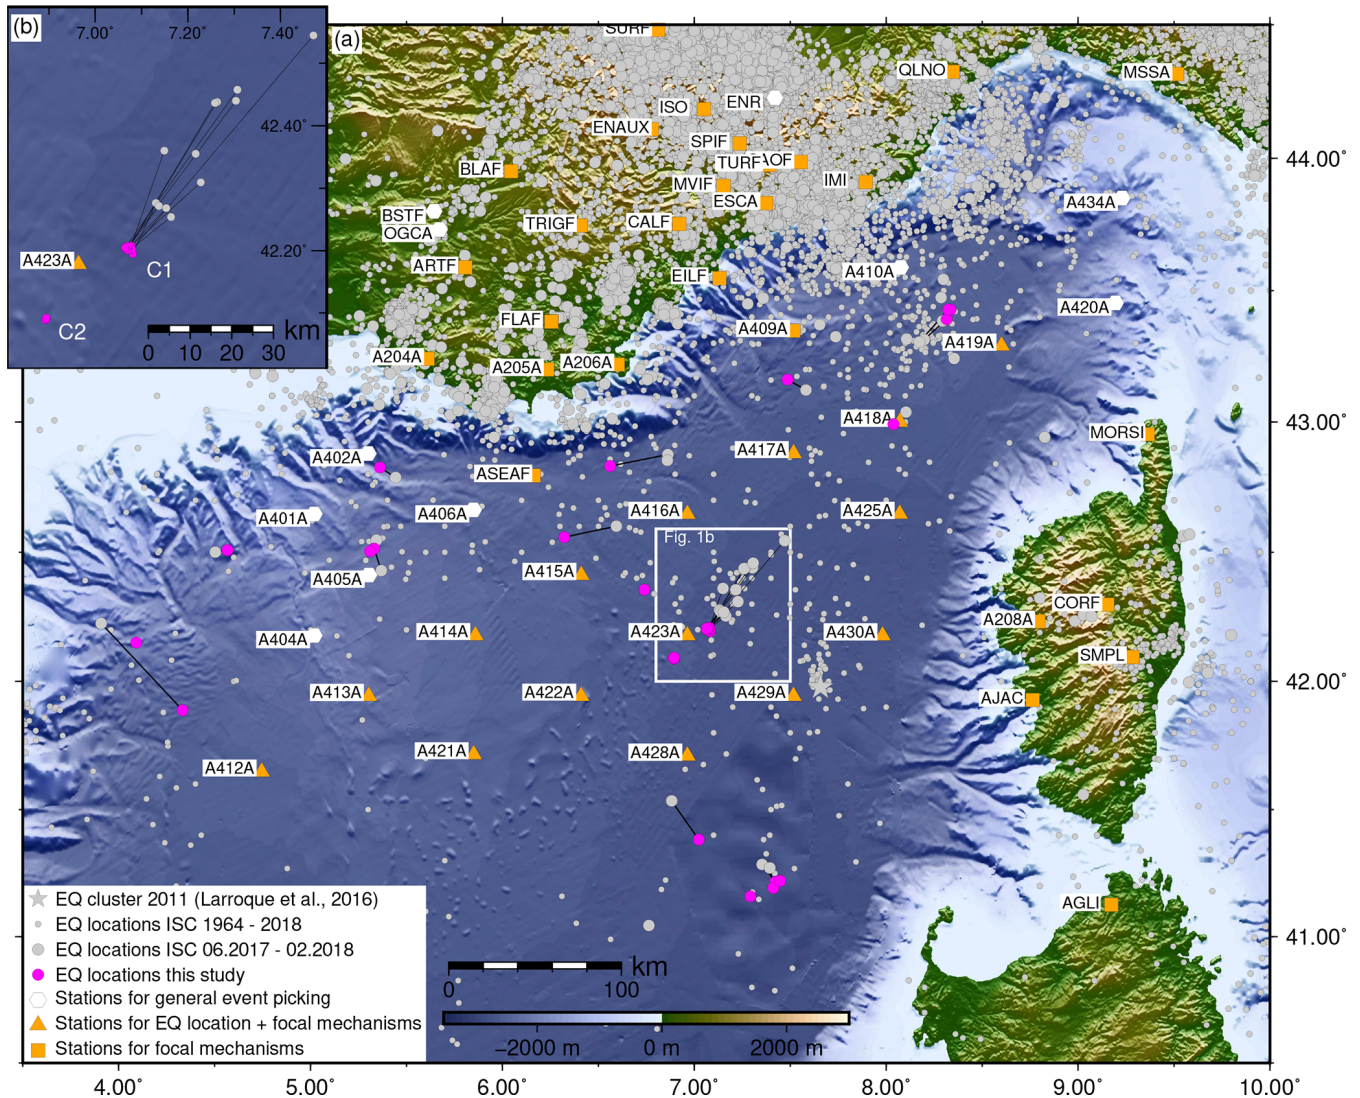 (b)
7.00°
7.20°
7.40°
42.40°
42.20°
A423A
C1
C2
km
0 10 20 30
(a)
SURF
QLNO
MSSA
ISO
ENR
ENAUX
SPIF
TURF
AOF
BLAF
MVIF
IMI
ESCA
A434A
BSTF
OGCA
TRIGF
CALF
ARTF
EILF
A410A
A420A
FLAF
A409A
A419A
A204A
A205A
A206A
A418A
MORSI
A402A
ASEAF
A417A
A401A
A406A
A416A
A425A
Fig. 1b
A405A
A415A
CORF
A208A
A404A
A414A
A423A
A430A
SMPL
A413A
A422A
A429A
AJAC
A412A
A421A
A428A
AGLI
44.00°
43.00°
42.00°
41.00°
EQ cluster 2011 (Larroque et al., 2016)
EQ locations ISC 1964 - 2018
EQ locations ISC 06.2017 - 02.2018
EQ locations this study
Stations for general event picking
Stations for EQ location + focal mechanisms
Stations for focal mechanisms
km
0 100
−2000 m 0 m 2000 m
4.00° 5.00° 6.00° 7.00° 8.00° 9.00° 10.00°